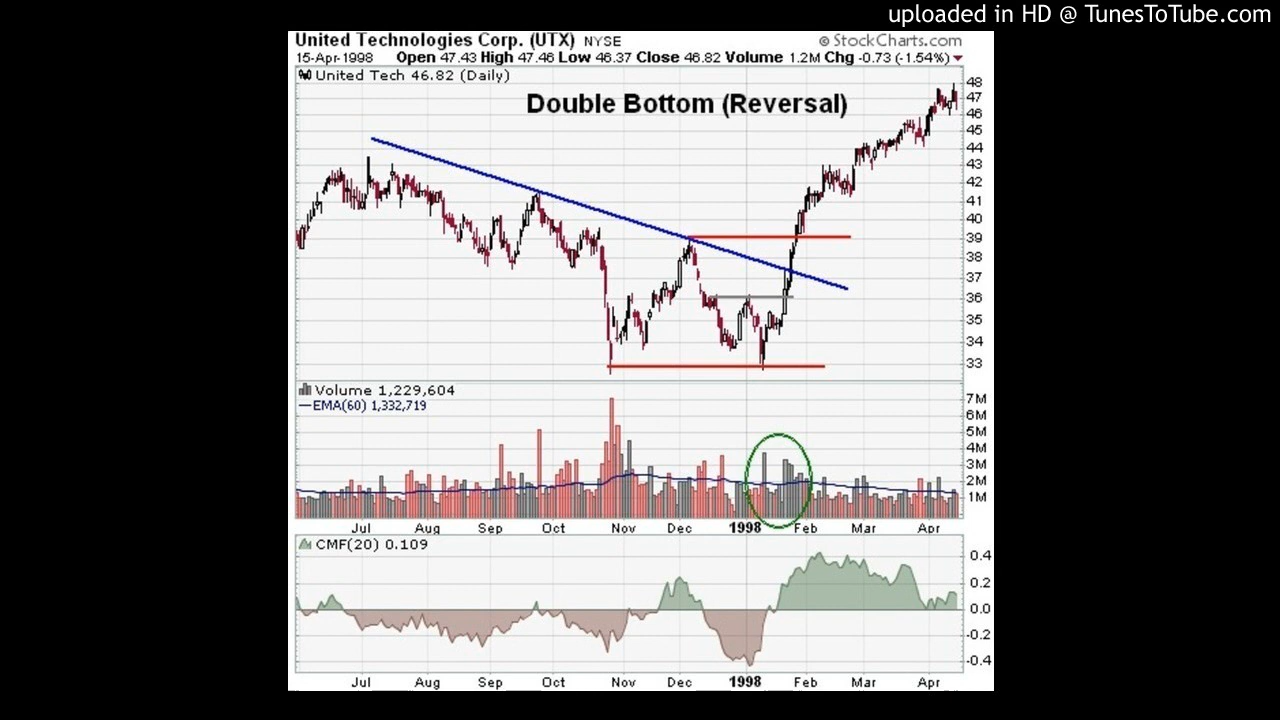 uploaded in HD @ TunesToTube.com
United Technologies Corp. (UTX) NYSE © StockCharts.com
15-Apr-1998 Open 47.43 High 47.46 Low 46.37 Close 46.82 Volume 1.2M Chg -0.73 (-1.54%)
United Tech 46.82 (Daily)
Double Bottom (Reversal)
48
47
46
45
44
43
42
41
40
39
38
37
36
35
34
33
Volume 1,229,604
EMA(60) 1,332,719
7M
6M
5M
4M
3M
2M
1M
Jul Aug Sep Oct Nov Dec 1998 Feb Mar Apr
CMF(20) 0.109
0.4
0.2
0.0
-0.2
-0.4
Jul Aug Sep Oct Nov Dec 1998 Feb Mar Apr